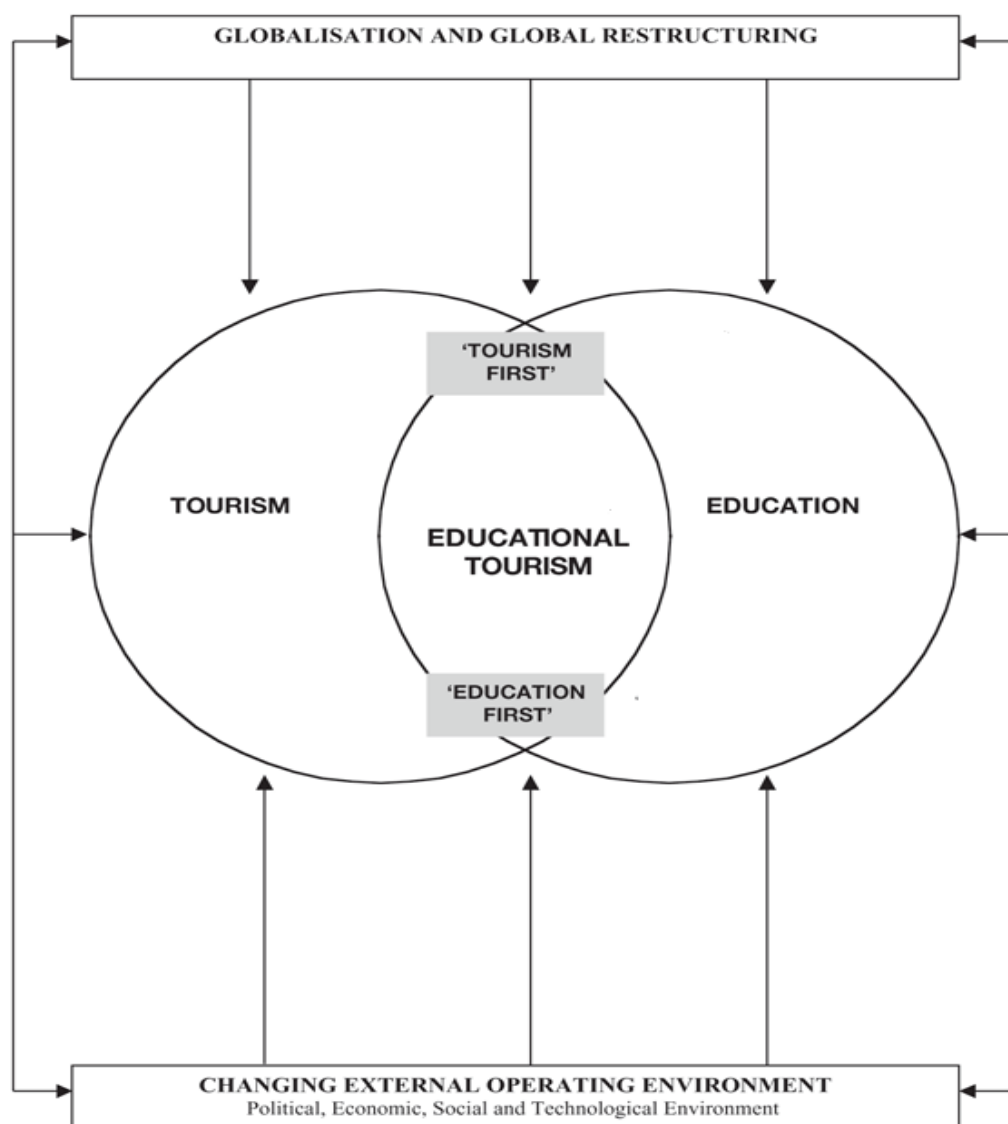 GLOBALISATION AND GLOBAL RESTRUCTURING
‘TOURISM
FIRST’
TOURISM
EDUCATION
EDUCATIONAL
TOURISM
‘EDUCATION
FIRST’
CHANGING EXTERNAL OPERATING ENVIRONMENT
Political, Economic, Social and Technological Environment